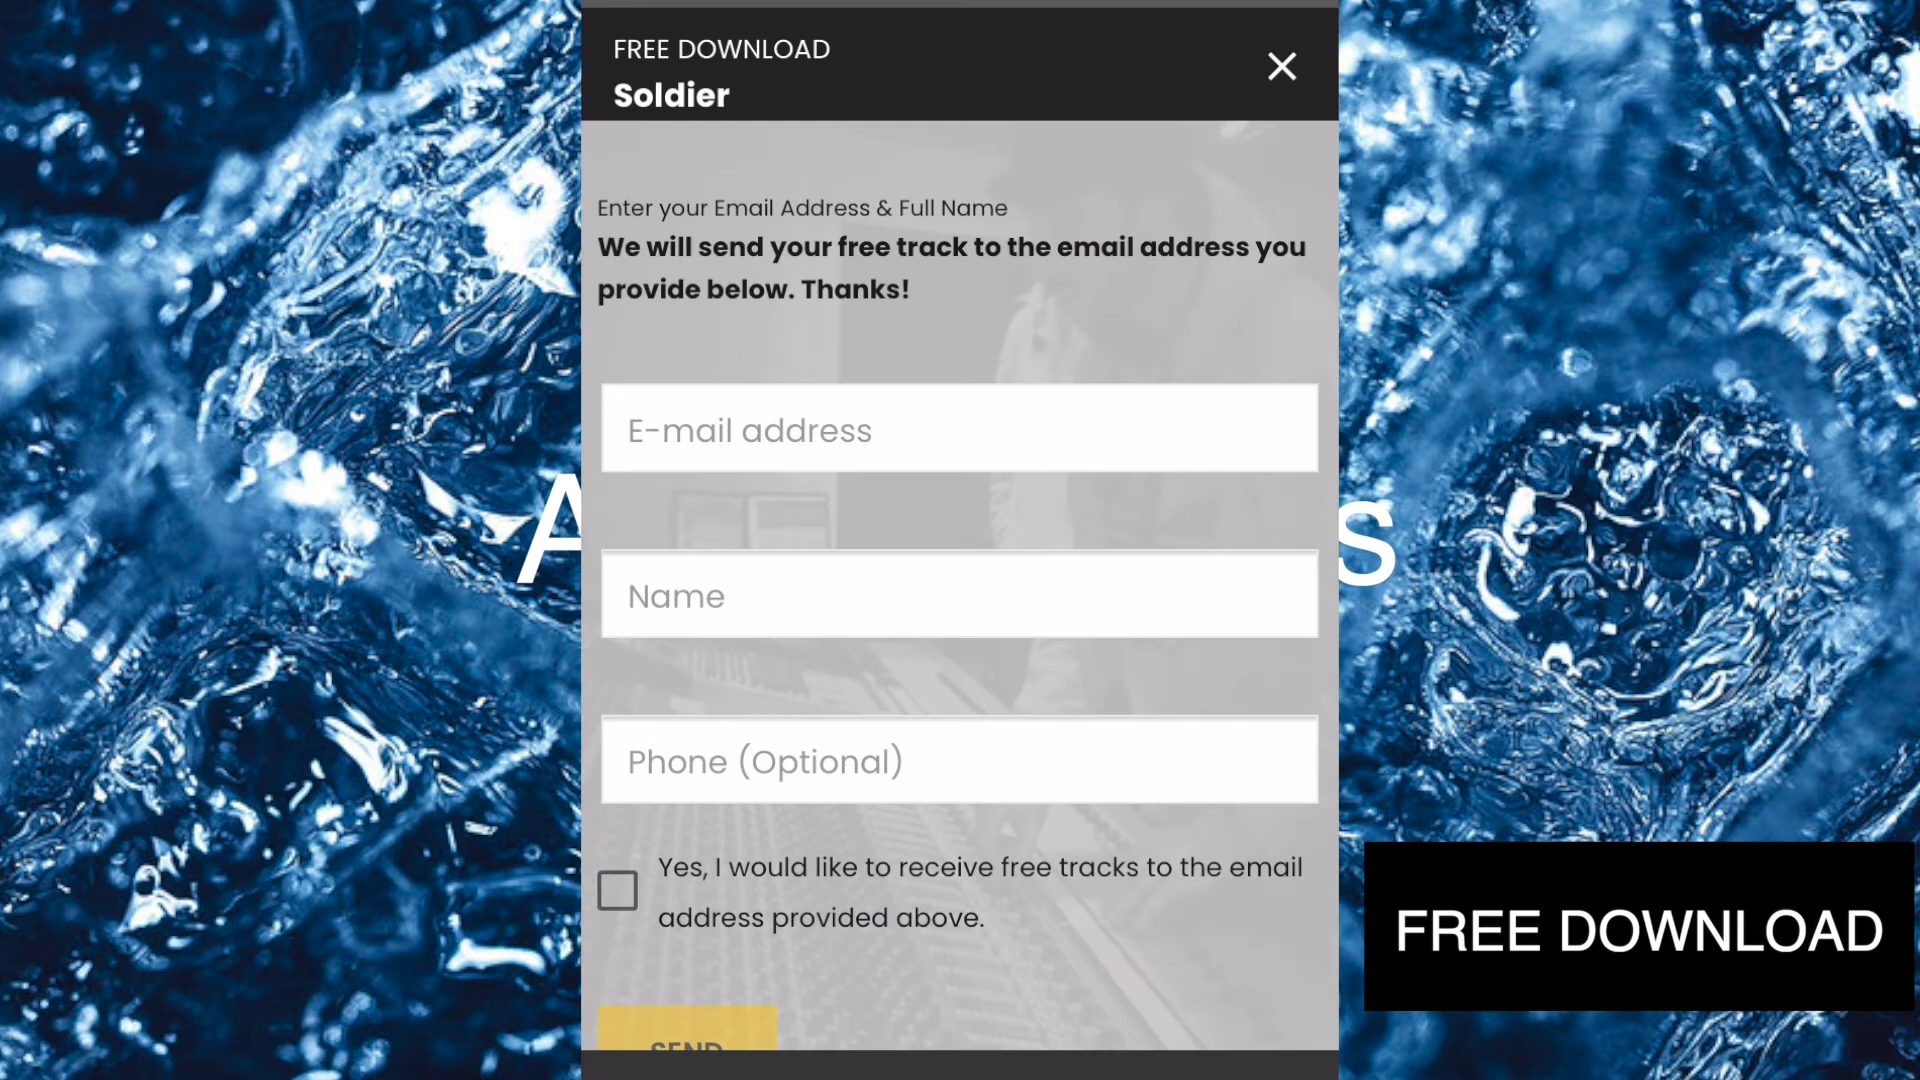 FREE DOWNLOAD
Soldier
Enter your Email Address & Full Name
We will send your free track to the email address you
provide below. Thanks!
E-mail address
A
s
Name
Phone (Optional)
Yes, I would like to receive free tracks to the email
address provided above.
FREE DOWNLOAD
SEND